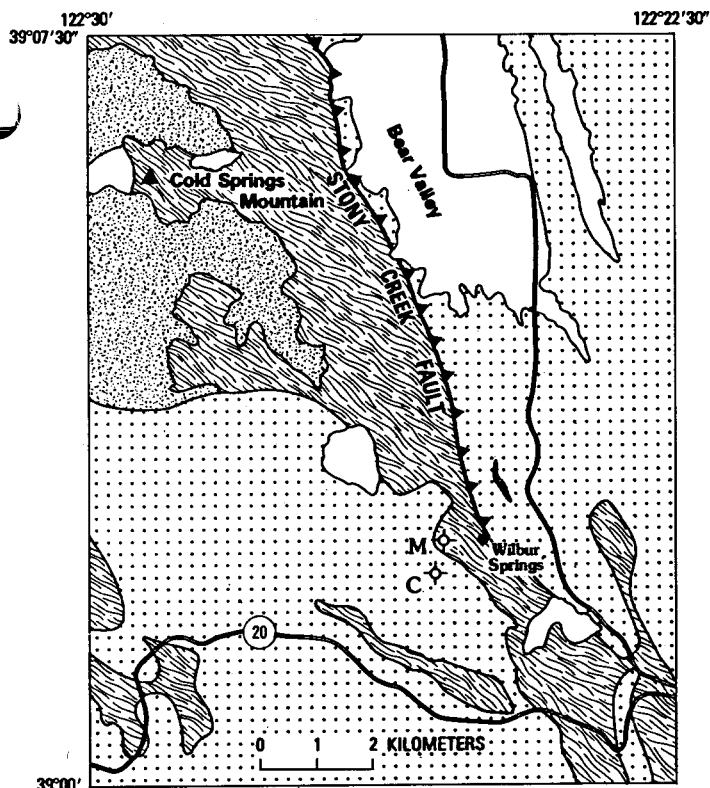 122°30'
122°22'30"
39°07'30"
Bear Valley
Cold Springs
Mountain
STONY
CREEK
FAULT
M
Wilbur
Springs
C
20
0 1 2 KILOMETERS
39°00'